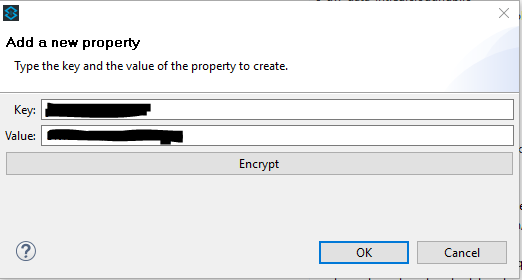 Add a new property
Type the key and the value of the property to create.
Key:
Value:
Encrypt
?
OK
Cancel